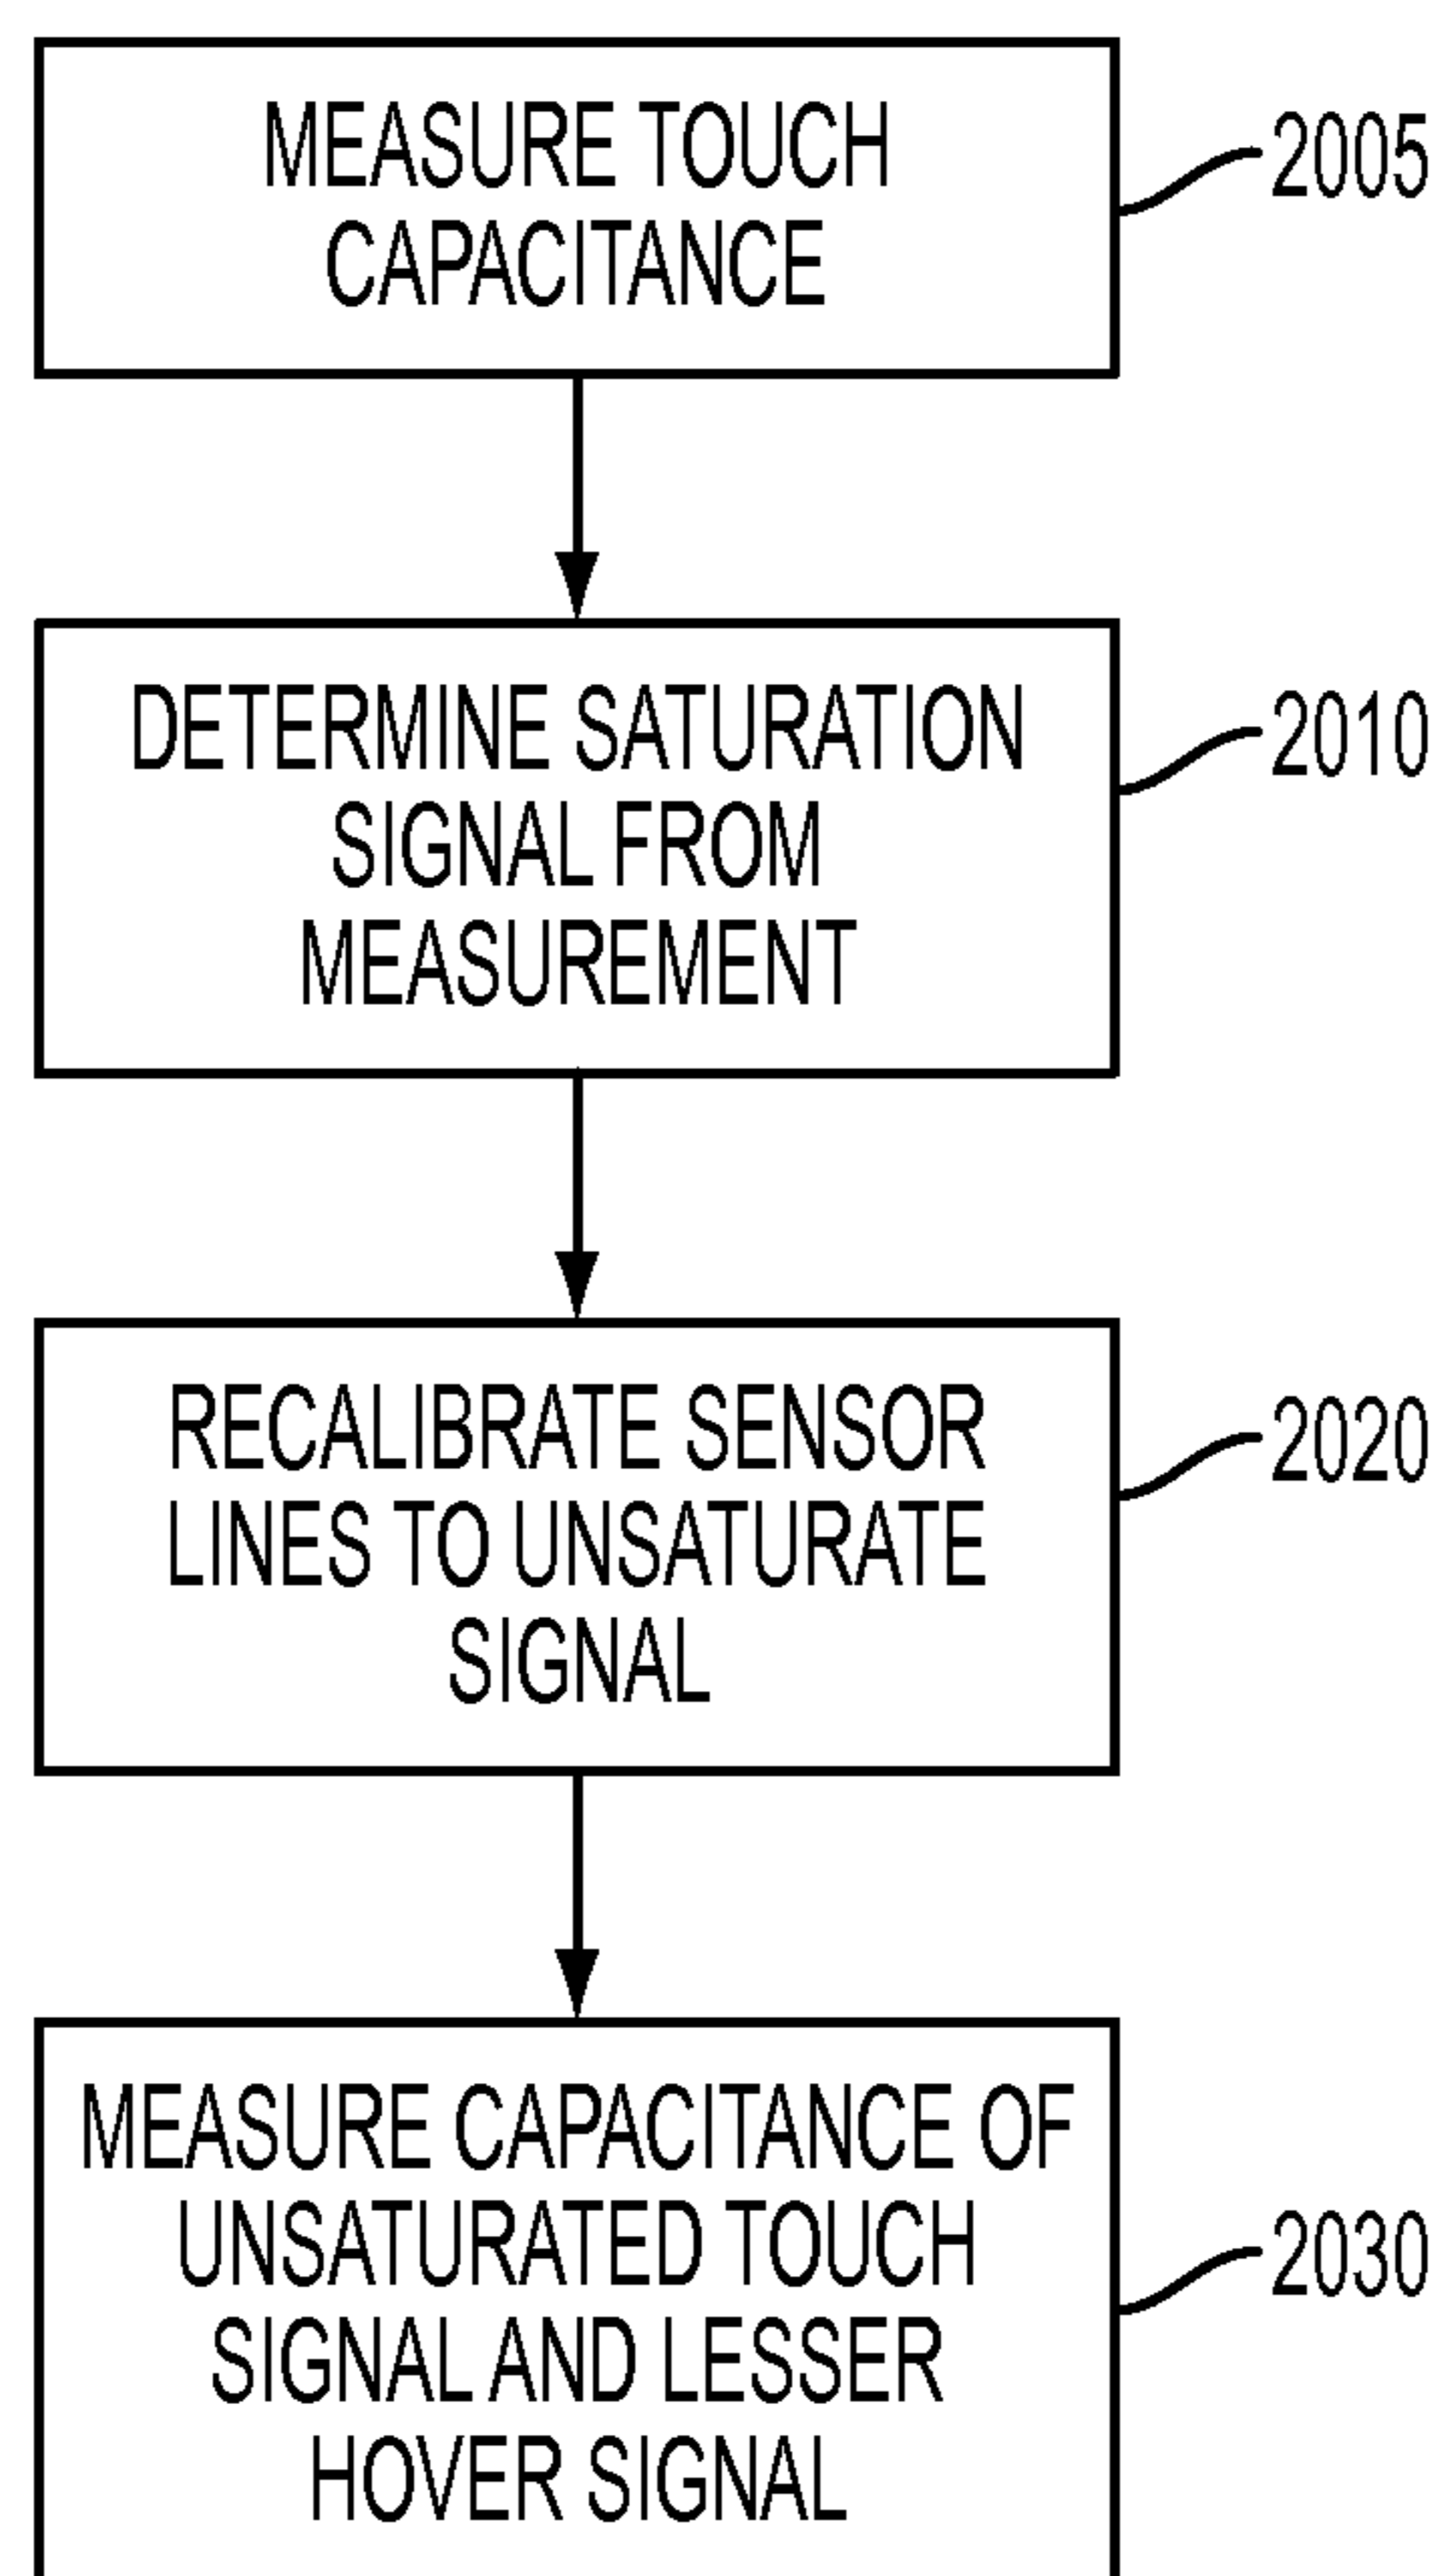 MEASURE TOUCH
CAPACITANCE
2005
DETERMINE SATURATION
SIGNAL FROM
MEASUREMENT
2010
RECALIBRATE SENSOR
LINES TO UNSATURATE
SIGNAL
2020
MEASURE CAPACITANCE OF
UNSATURATED TOUCH
SIGNAL AND LESSER
HOVER SIGNAL
2030